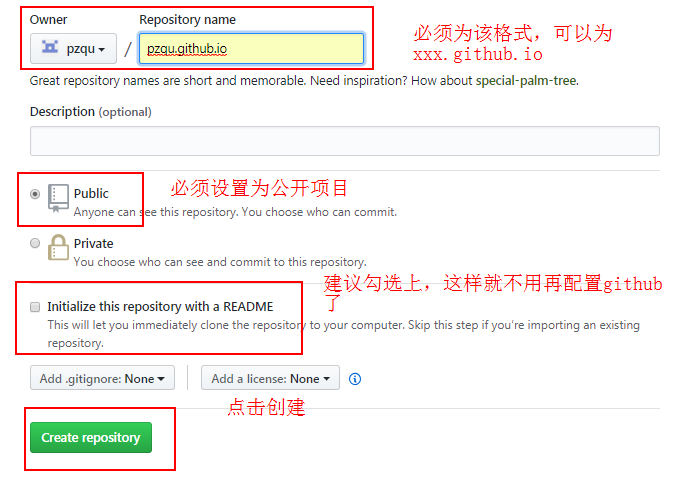 Owner
Repository name
pzqu
/
pzqu.github.io
必须为该格式，可以为
xxx.github.io
Great repository names are short and memorable. Need inspiration? How about special-palm-tree.
Description (optional)
Public
必须设置为公开项目
Anyone can see this repository. You choose who can commit.
Private
You choose who can see and commit to this repository.
建议勾选上，这样就不用再配置github
了
Initialize this repository with a README
This will let you immediately clone the repository to your computer. Skip this step if you're importing an existing
repository.
Add .gitignore: None
Add a license: None
点击创建
Create repository